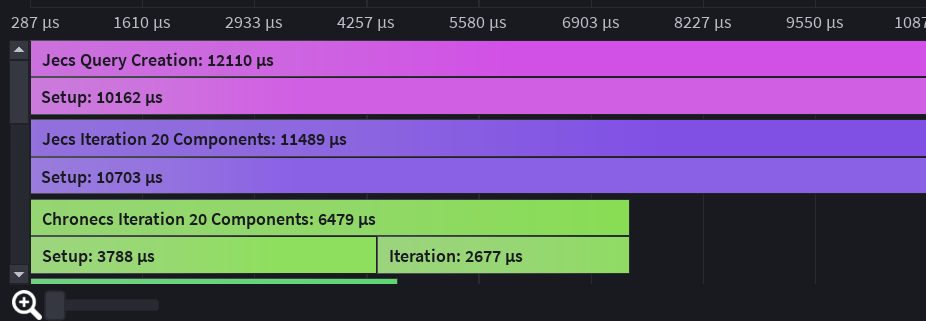 287 μs 1610 μs 2933 μs 4257 μs 5580 μs 6903 μs 8227 μs 9550 μs 1087
Jecs Query Creation: 12110 μs
Setup: 10162 μs
Jecs Iteration 20 Components: 11489 μs
Setup: 10703 μs
Chronecs Iteration 20 Components: 6479 μs
Setup: 3788 μs Iteration: 2677 μs